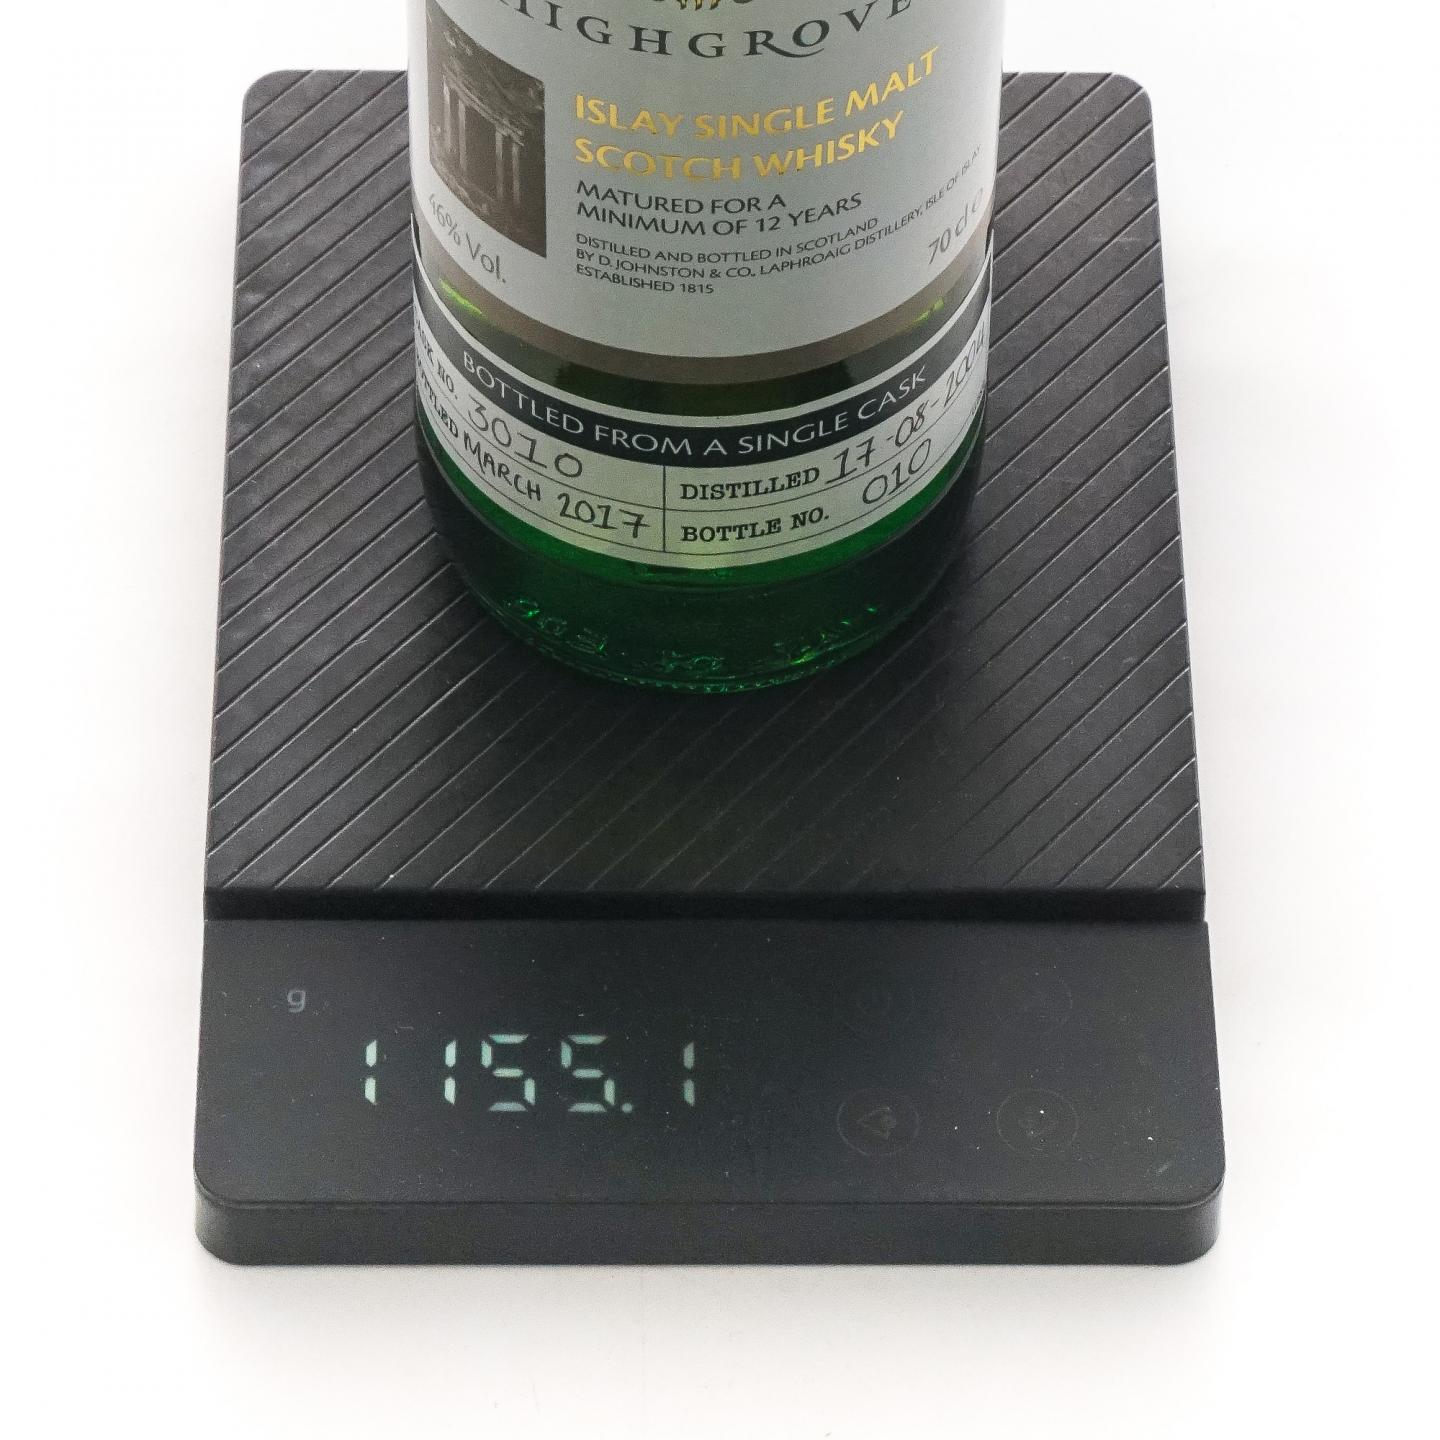 HIGHGROVE
ISLAY SINGLE MALT
SCOTCH WHISKY
MATURED FOR A
MINIMUM OF 12 YEARS
DISTILLED AND BOTTLED IN SCOTLAND
BY D. JOHNSTON & CO., LAPHROAIG DISTILLERY, ISLE OF ISLAY
ESTABLISHED 1815
46% Vol.
70 cl e
BOTTLED FROM A SINGLE CASK
NO. 3010
MARCH 2017
DISTILLED 17-08-2004
BOTTLE NO. 010
g
1155.1